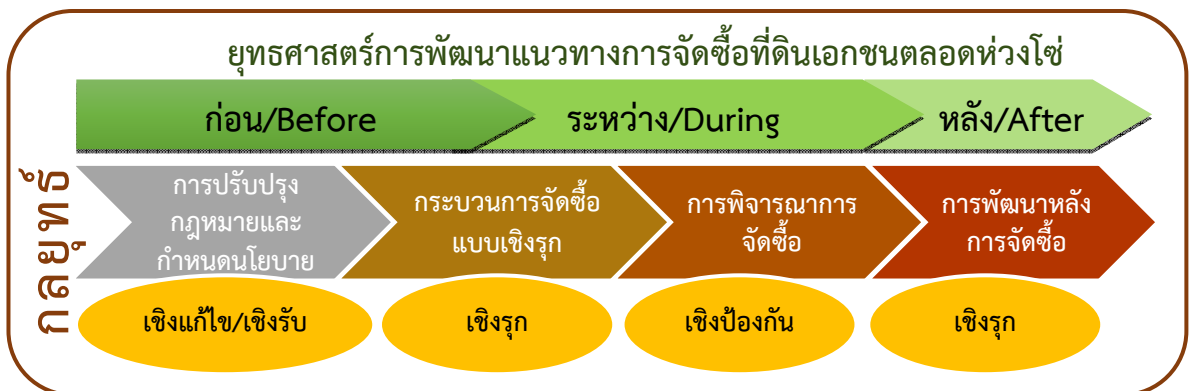 ยุทธศาสตร์การพัฒนาแนวทางการจัดซื้อที่ดินเอกชนตลอดห่วงโซ่
ก่อน/Before
ระหว่าง/During
หลัง/After
กลยุทธ์
การปรับปรุง
กฎหมายและ
กำหนดนโยบาย
กระบวนการจัดซื้อ
แบบเชิงรุก
การพิจารณาการ
จัดซื้อ
การพัฒนาหลัง
การจัดซื้อ
เชิงแก้ไข/เชิงรับ
เชิงรุก
เชิงป้องกัน
เชิงรุก